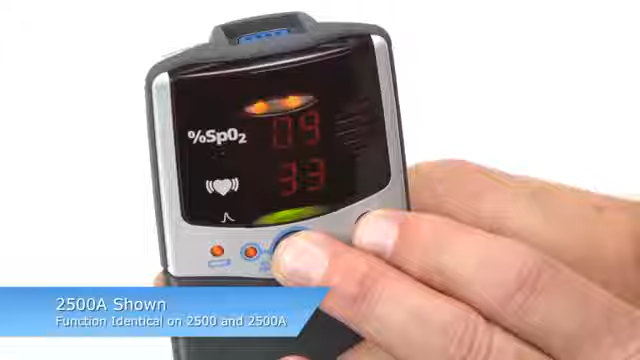 %SpO₂
09
33
2500A Shown
Function Identical on 2500 and 2500A